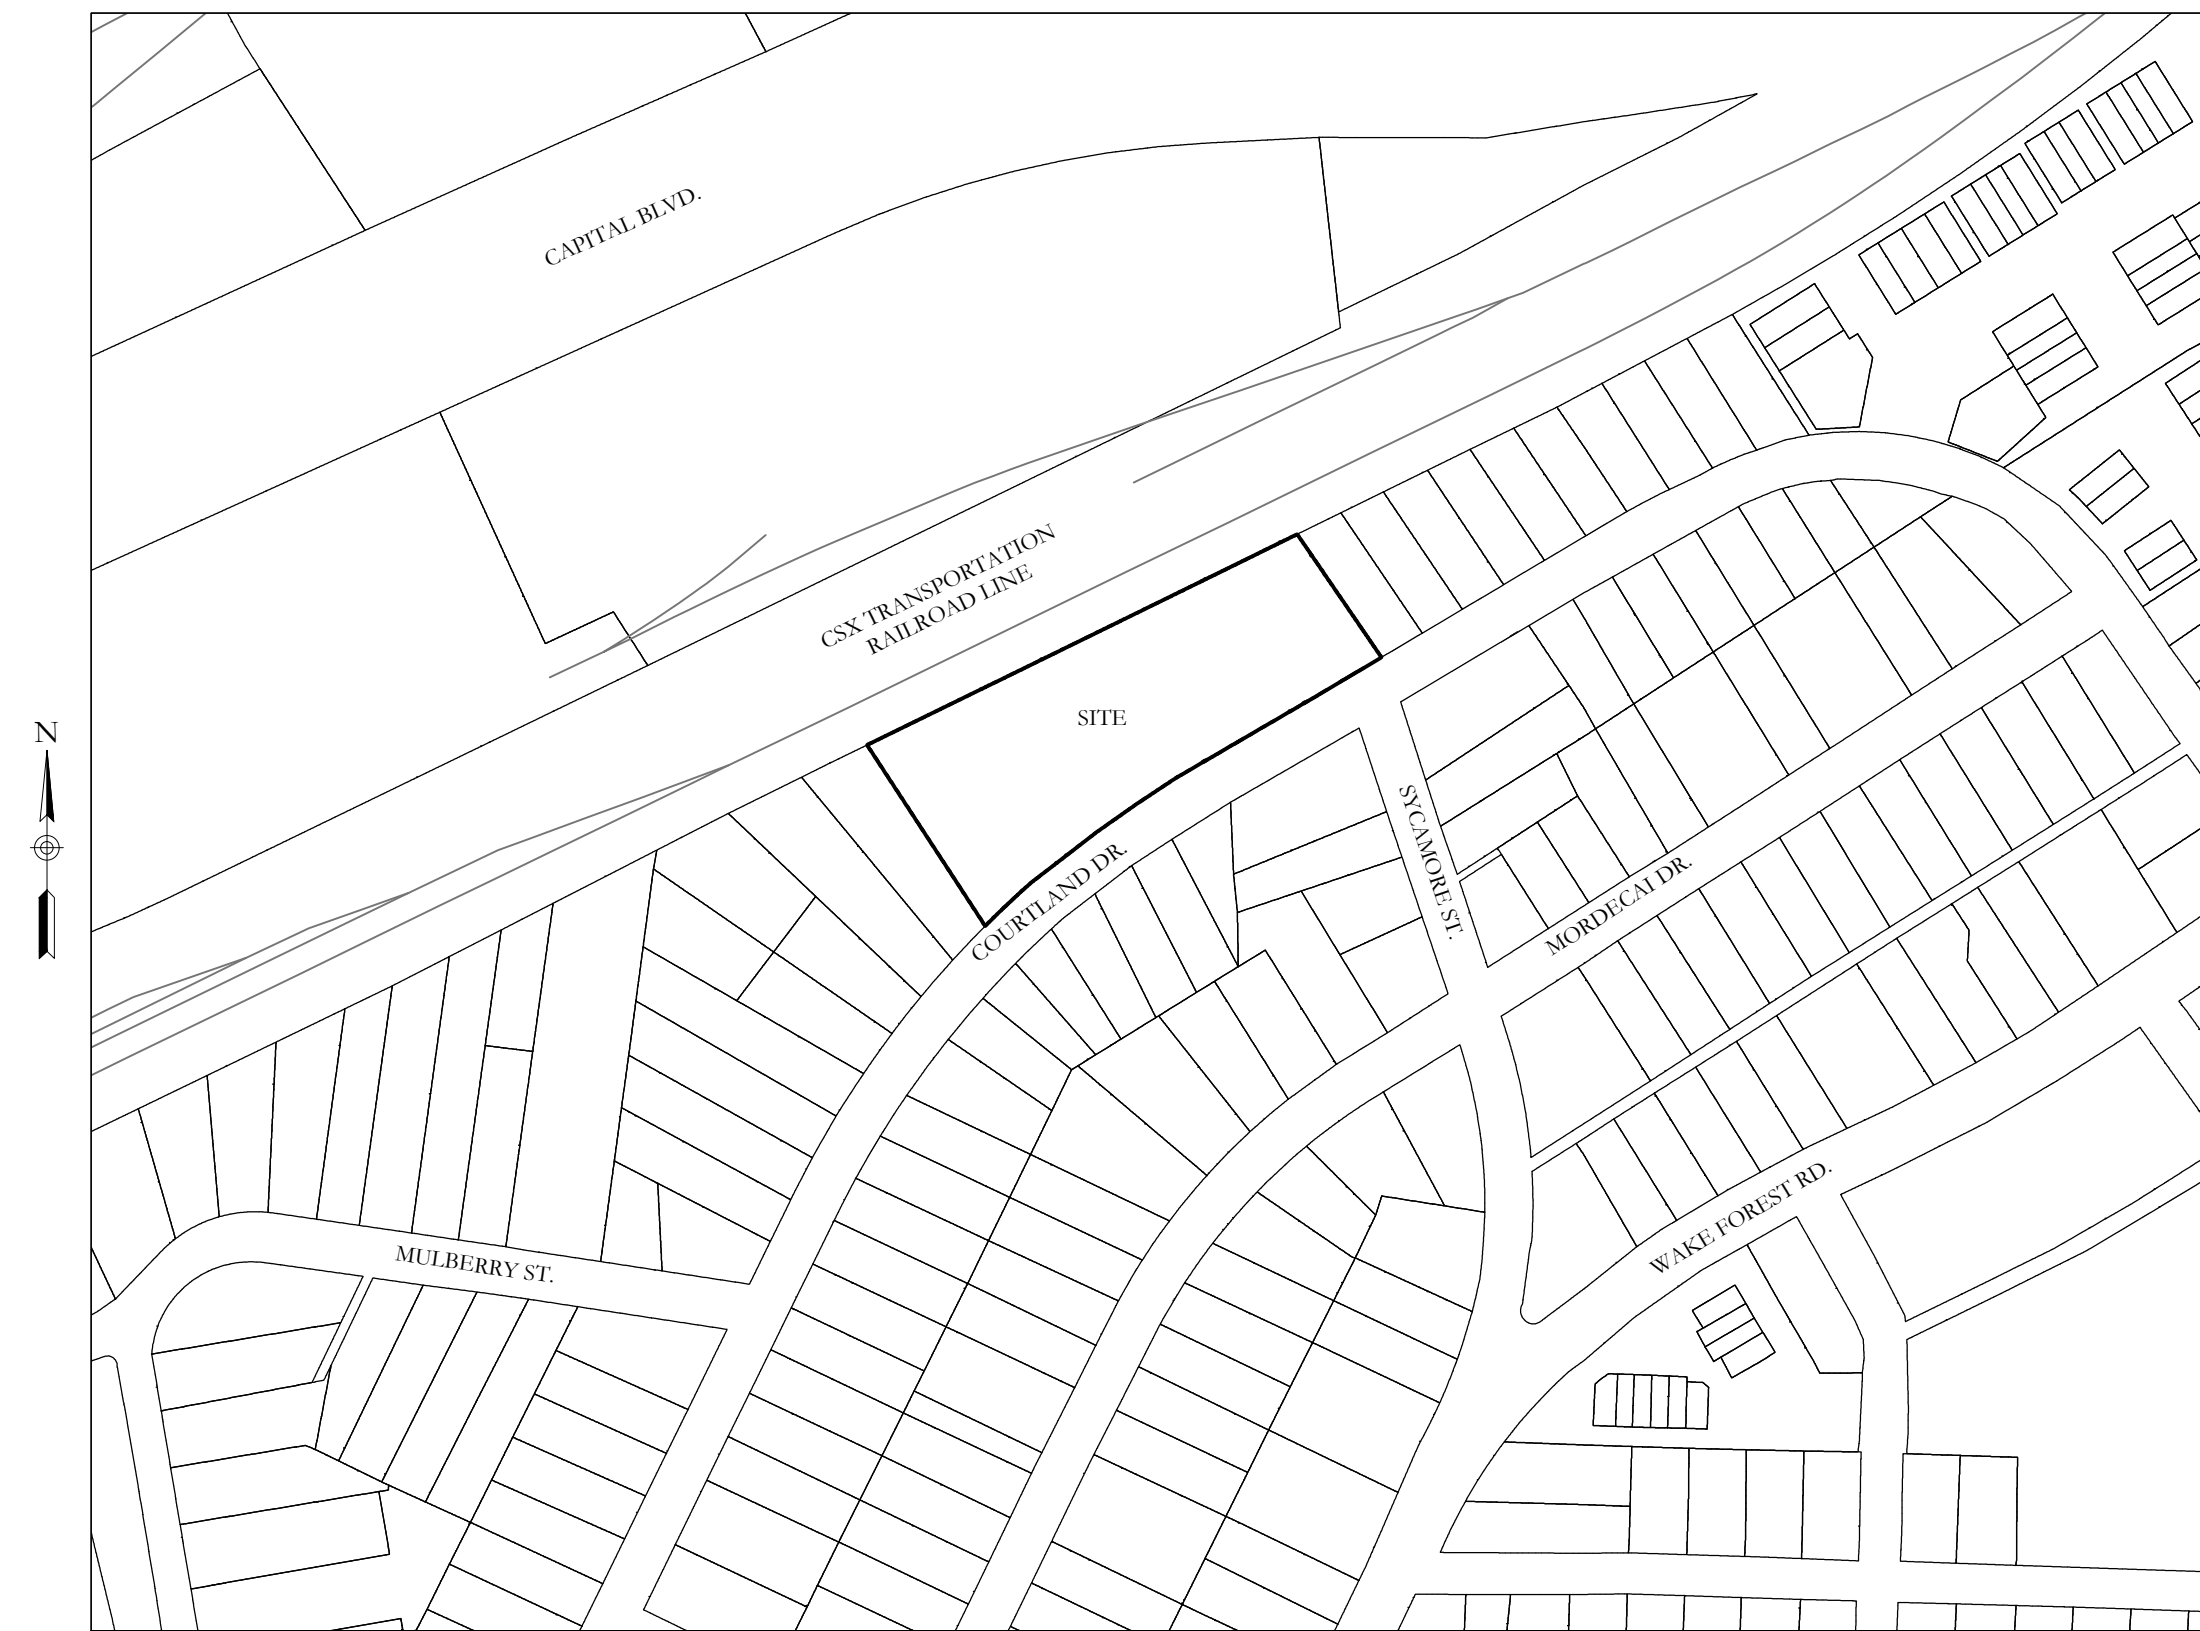 CAPITAL BLVD.
CSX TRANSPORTATION
RAILROAD LINE
SITE
N
SYCAMORE ST.
COURTLAND DR.
MORDECAI DR.
WAKE FOREST RD.
MULBERRY ST.